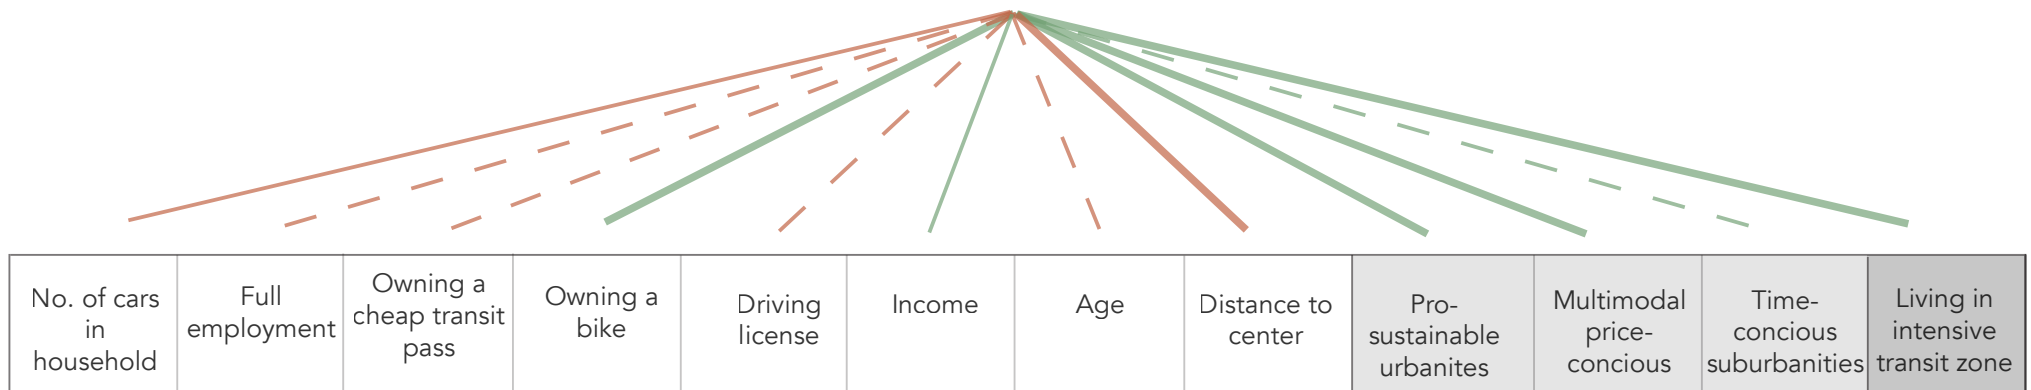 No. of cars
in
household
Full
employment
Owning a
cheap transit
pass
Owning a
bike
Driving
license
Income
Age
Distance to
center
Pro-
sustainable
urbanites
Multimodal
price-
concious
Time-
concious
suburbanities
Living in
intensive
transit zone